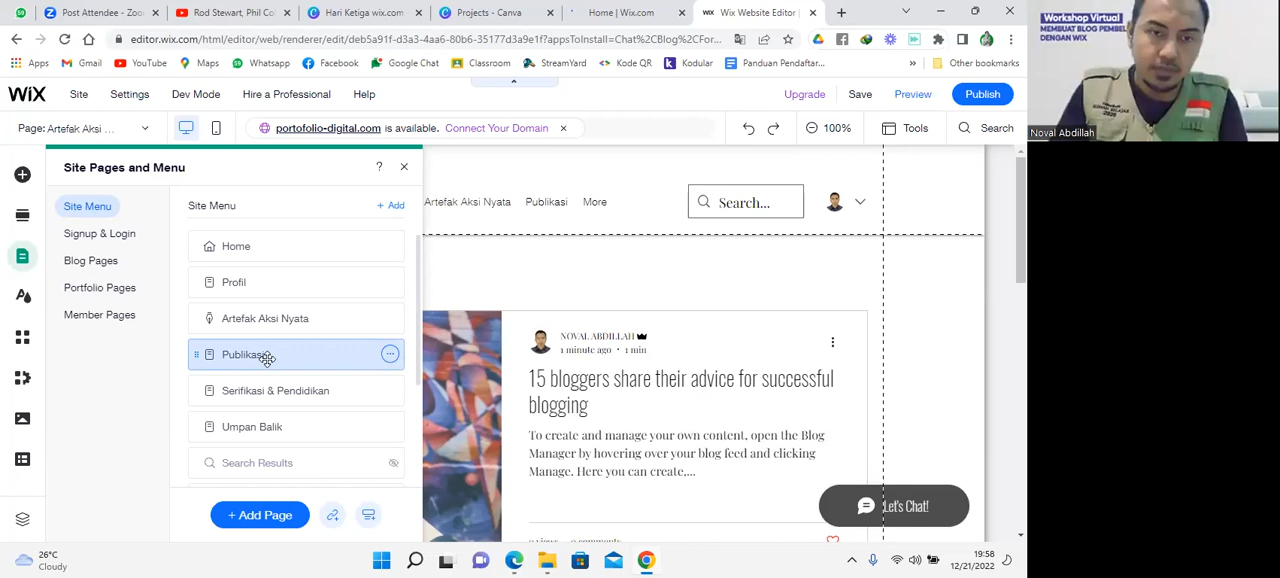 Post Attendee - Zoo
Rod Stewart, Phil Co
Hari Ketiga wix.com
Projects - Canva
Home | Wix.com
Wix Website Editor |
editor.wix.com/html/editor/web/renderer/edi
aa6-80b6-35177d3a9e1f?appsToInstall=Chat%2CBlog%2CFor...
Apps
Gmail
YouTube
Maps
Whatsapp
Facebook
Google Chat
Classroom
StreamYard
Kode QR
Kodular
Panduan Pendaftar...
»
Other bookmarks
WiX
Site
Settings
Dev Mode
Hire a Professional
Help
Upgrade
Save
Preview
Publish
Page: Artefak Aksi ...
portofolio-digital.com is available. Connect Your Domain
100%
Tools
Search
Site Pages and Menu
?
Site Menu
Signup & Login
Blog Pages
Portfolio Pages
Member Pages
Site Menu
+ Add
Home
Profil
Artefak Aksi Nyata
Publikasi
Serifikasi & Pendidikan
Umpan Balik
Search Results
+ Add Page
Artefak Aksi Nyata
Publikasi
More
Search...
NOVAL ABDILLAH
1 minute ago · 1 min
15 bloggers share their advice for successful
blogging
To create and manage your own content, open the Blog
Manager by hovering over your blog feed and clicking
Manage. Here you can create,...
Let's Chat!
26°C
Cloudy
19:58
12/21/2022
Workshop Virtual
MEMBUAT BLOG PEMBEL
DENGAN WIX
Noval Abdillah